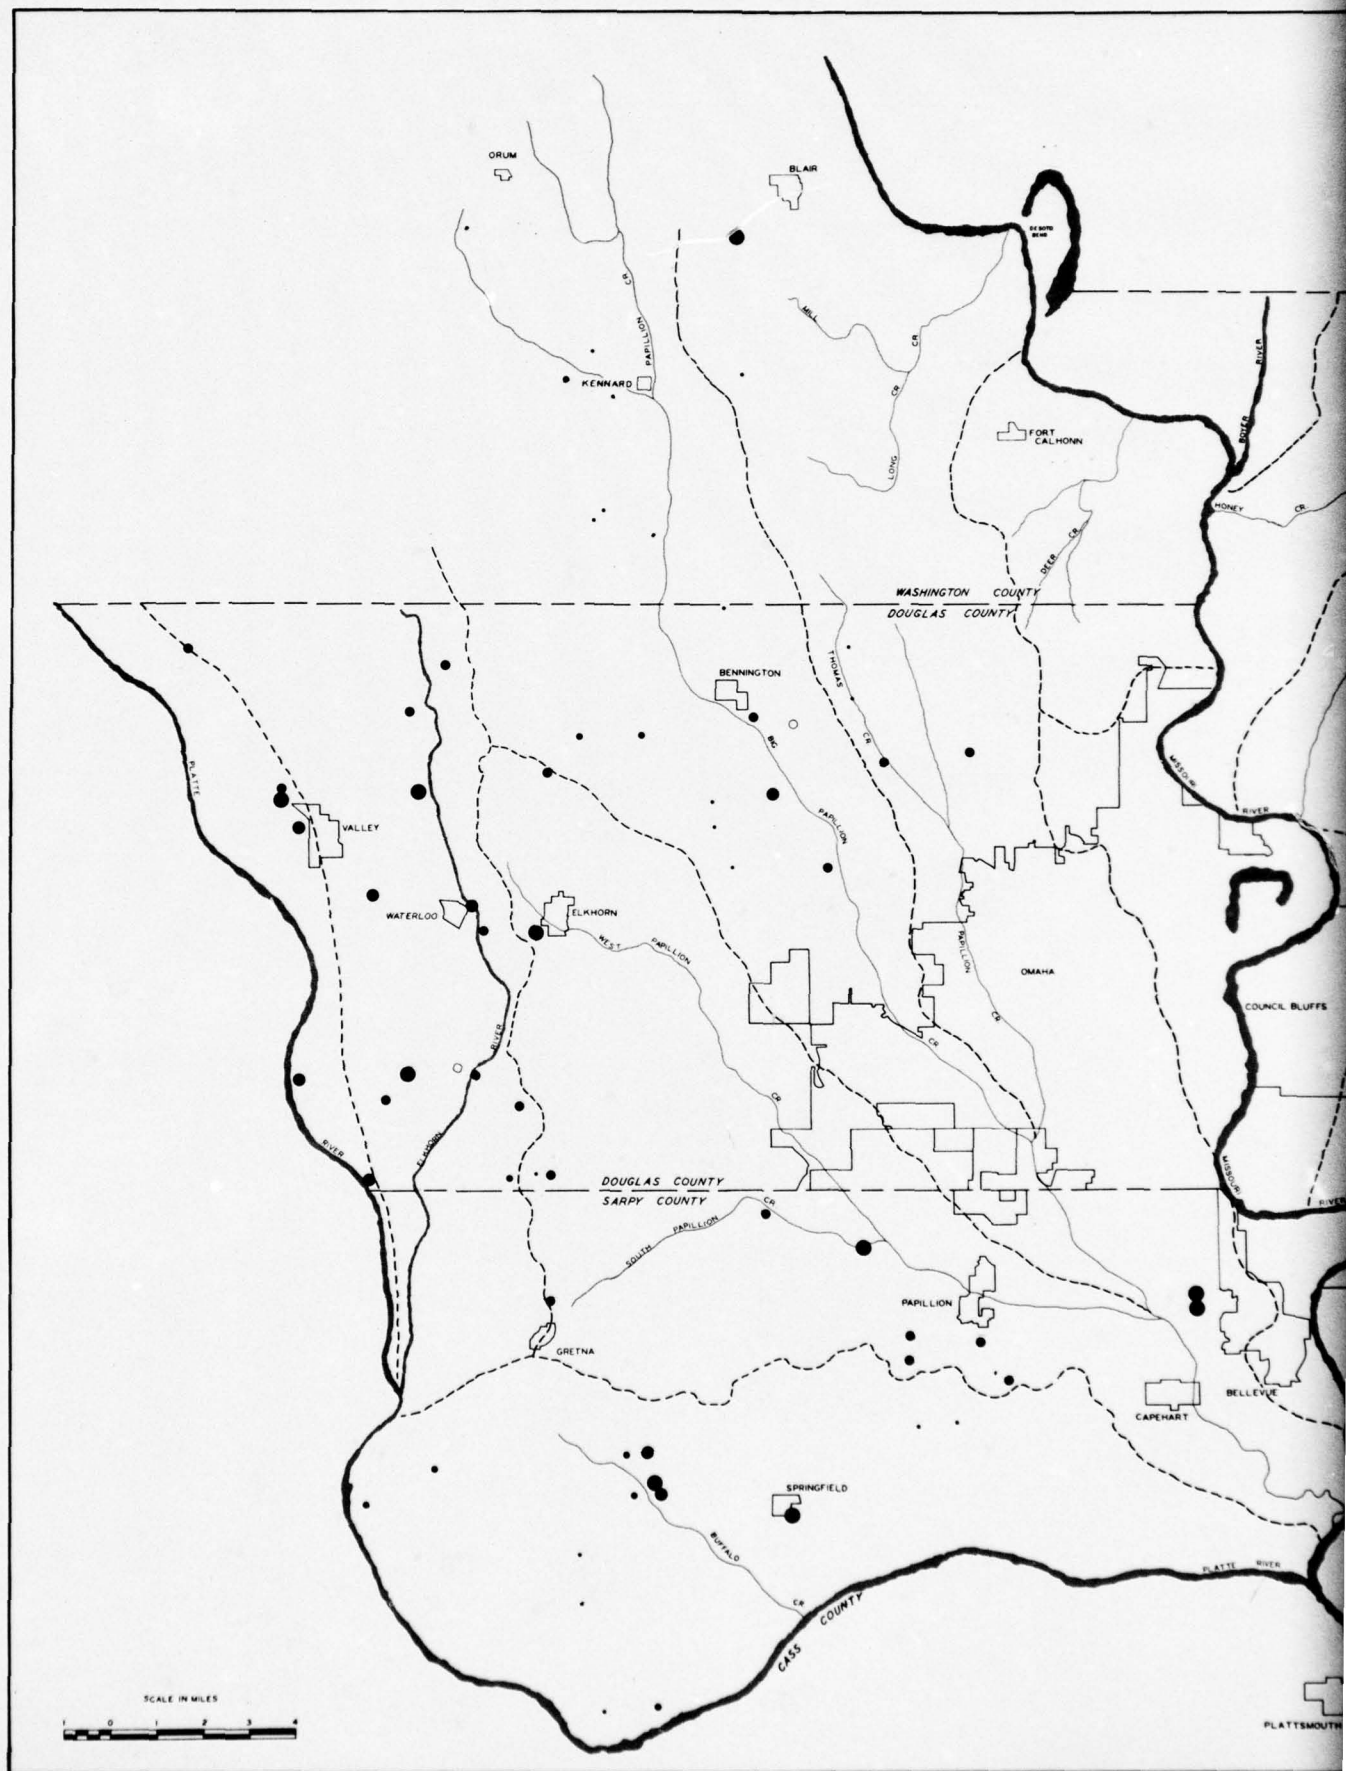 ORUM
BLAIR
DE SOTO
BEND
CR
PAPILLION
MILL
CR
CR
LONG
KENNARD
FORT
CALHONN
BOYER RIVER
HONEY CR
DEER CR
WASHINGTON COUNTY
DOUGLAS COUNTY
BENNINGTON
THOMAS
CR
BIG
PAPILLION
CR
PLATTE
RIVER
VALLEY
WATERLOO
ELKHORN
WEST PAPILLION
CR
MISSOURI
RIVER
PAPILLION
CR
OMAHA
COUNCIL BLUFFS
ELKHORN
RIVER
DOUGLAS COUNTY
SARPY COUNTY
SOUTH PAPILLION CR
MISSOURI
RIVER
PAPILLION
GRETNA
BELLEVUE
CAPEHART
SPRINGFIELD
BUFFALO
CR
PLATTE RIVER
CASS COUNTY
PLATTSMOUTH
SCALE IN MILES
1 0 1 2 3 4